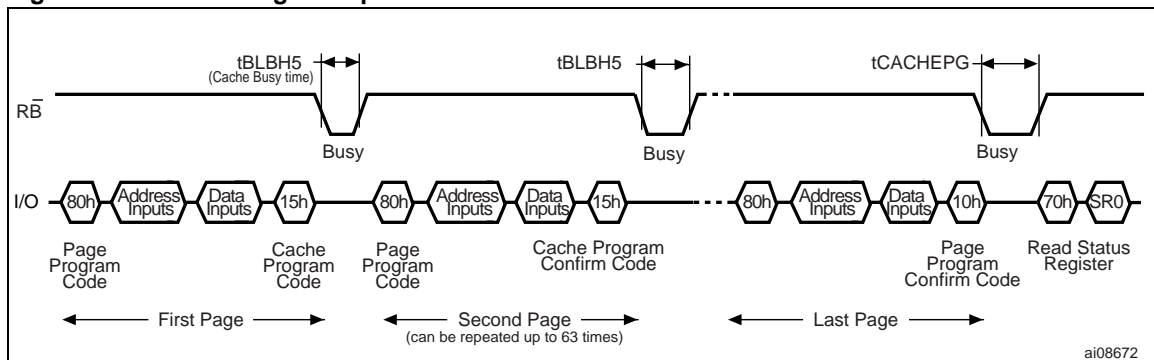 tBLBH5
(Cache Busy time)
tBLBH5
tCACHEPG
RB
Busy
Busy
Busy
I/O
80h
Address
Inputs
Data
Inputs
15h
80h
Address
Inputs
Data
Inputs
15h
80h
Address
Inputs
Data
Inputs
10h
70h
SR0
Page
Program
Code
Cache
Program
Code
Page
Program
Code
Cache Program
Confirm Code
Page
Program
Confirm Code
Read Status
Register
First Page
Second Page
(can be repeated up to 63 times)
Last Page
ai08672